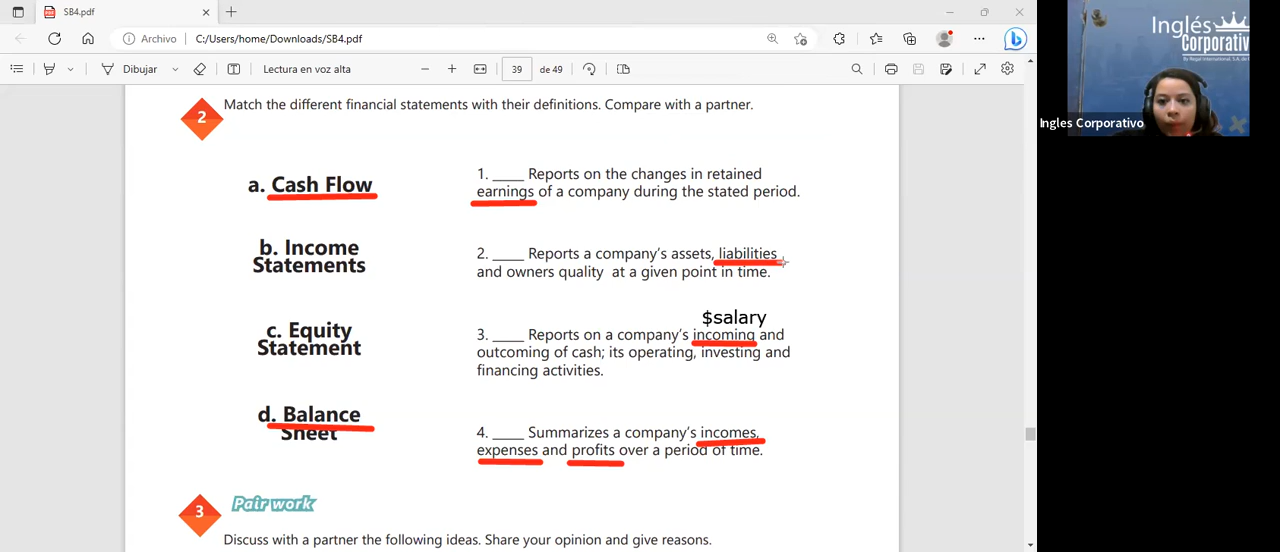 SB4.pdf
Archivo
C:/Users/home/Downloads/SB4.pdf
Dibujar
Lectura en voz alta
39
de 49
2
Match the different financial statements with their definitions. Compare with a partner.
a. Cash Flow
b. Income
Statements
c. Equity
Statement
d. Balance
Sheet
1. ____ Reports on the changes in retained
earnings of a company during the stated period.
2. ____ Reports a company's assets, liabilities
and owners quality at a given point in time.
$salary
3. ____ Reports on a company's incoming and
outcoming of cash; its operating, investing and
financing activities.
4. ____ Summarizes a company's incomes,
expenses and profits over a period of time.
3
Pair work
Discuss with a partner the following ideas. Share your opinion and give reasons.
Inglés
Corporativo
Ingles Corporativo